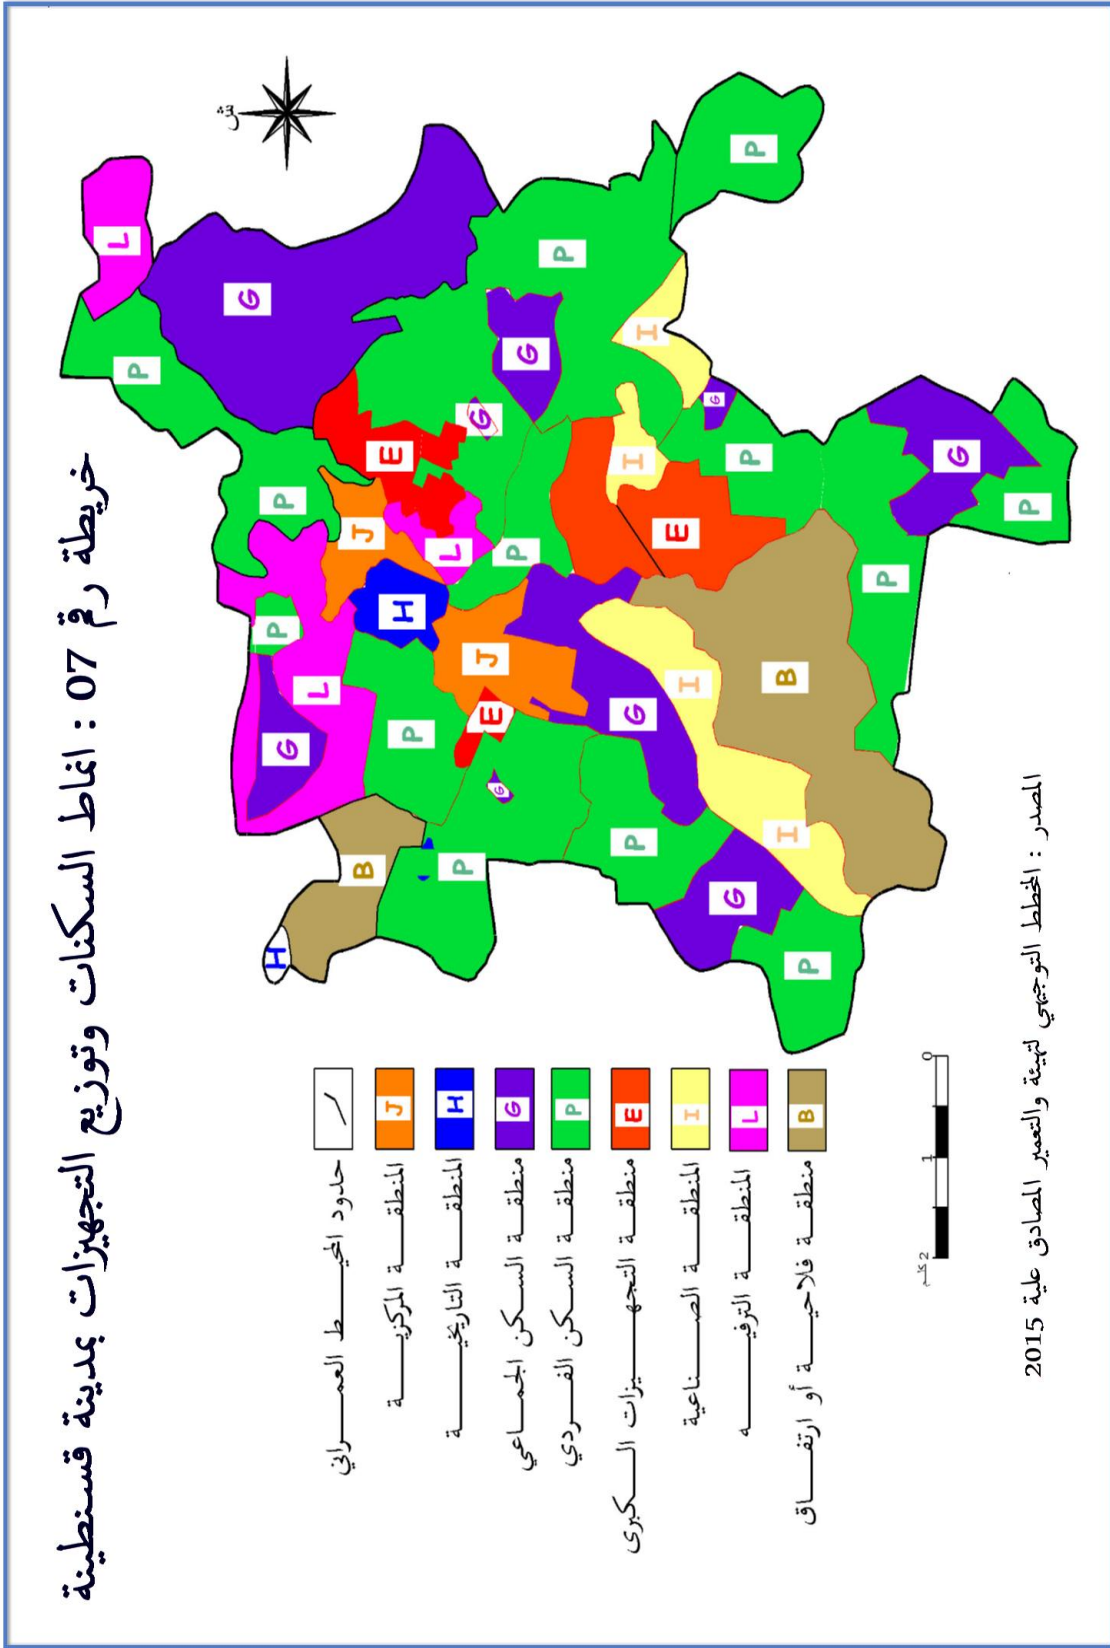 خريطة رقم 07 : انماط السكنات وتوزيع التجهيزات بمدينة قسنطينة
ش
L
P
G
P
P
P
G
G
I
G
P
G
P
P
P
E
J
L
P
I
E
P
H
J
E
G
I
B
P
L
G
P
G
B
P
P
G
I
P
H
حدود المحيط العمراني
J
المنطقة المركزية
H
المنطقة التاريخية
G
منطقة السكن الجماعي
P
منطقة السكن الفردي
E
منطقة التجهيزات الكبرى
I
المنطقة الصناعية
L
المنطقة الترفيه
B
منطقة فلاحية أو ارتفاق
0
1
2 كلم
المصدر : المخطط التوجيهي لتهيئة والتعمير المصادق علية 2015